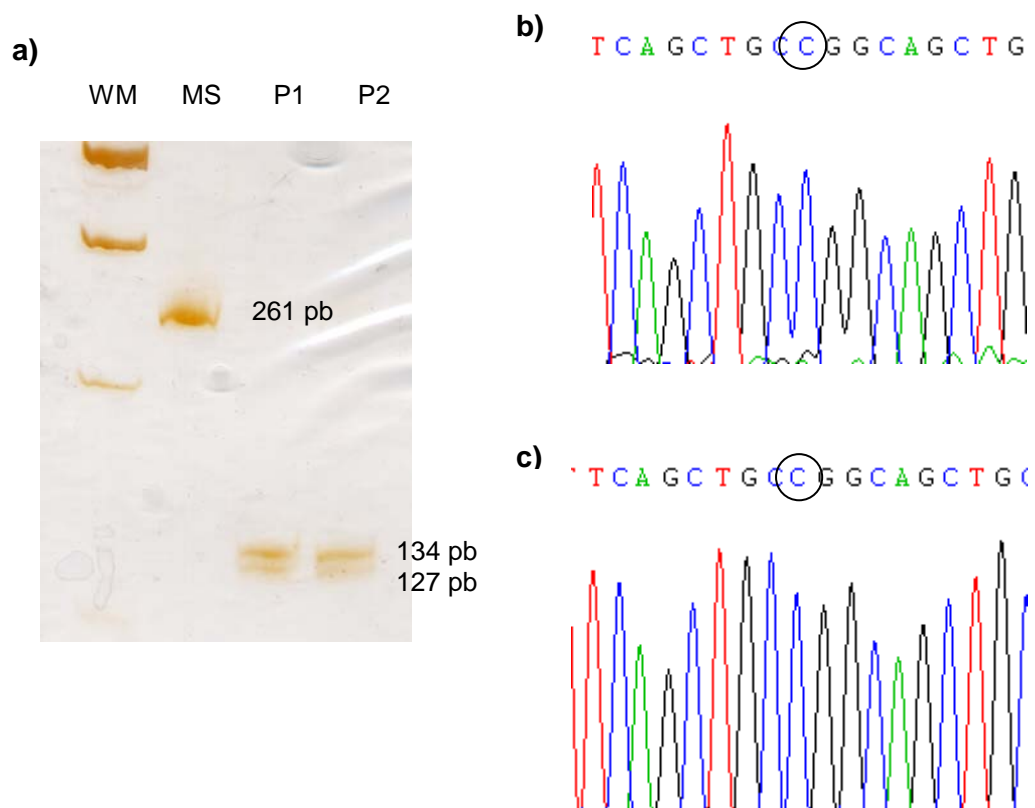 a)
WM MS P1 P2
261 pb
134 pb
127 pb
b)
T C A G C T G C C G G C A G C T G
c)
T C A G C T G C C G G C A G C T G C